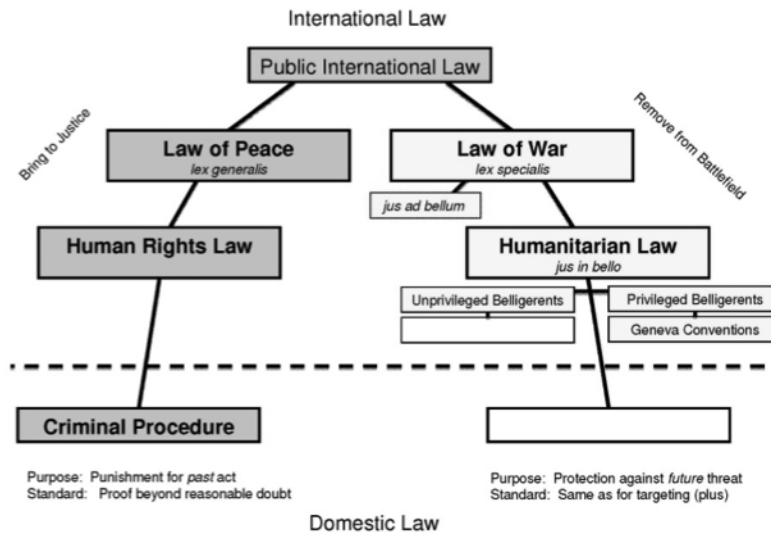 International Law
Public International Law
Bring to Justice
Remove from Battlefield
Law of Peace
lex generalis
Law of War
lex specialis
jus ad bellum
Human Rights Law
Humanitarian Law
jus in bello
Unprivileged Belligerents
Privileged Belligerents
Geneva Conventions
Criminal Procedure
Purpose: Punishment for past act
Standard: Proof beyond reasonable doubt
Purpose: Protection against future threat
Standard: Same as for targeting (plus)
Domestic Law